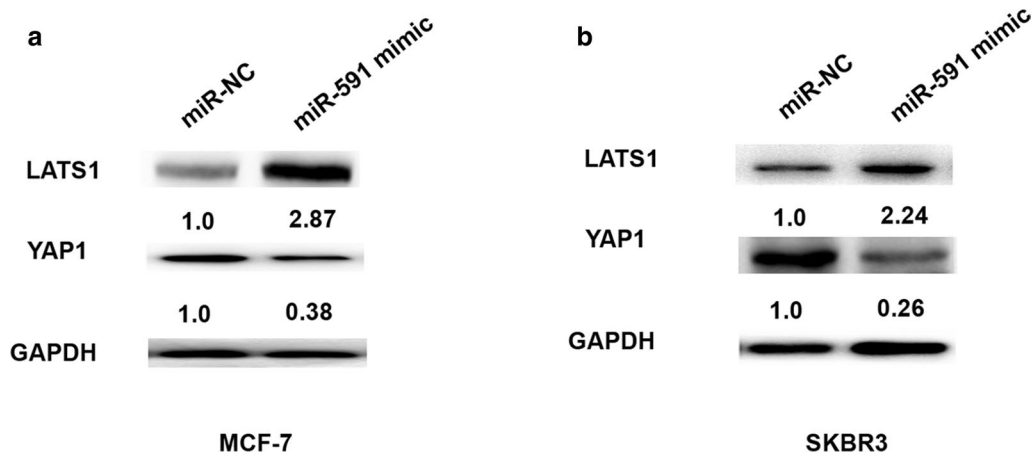 a
miR-NC miR-591 mimic
LATS1
1.0 2.87
YAP1
1.0 0.38
GAPDH
MCF-7
b
miR-NC miR-591 mimic
LATS1
1.0 2.24
YAP1
1.0 0.26
GAPDH
SKBR3